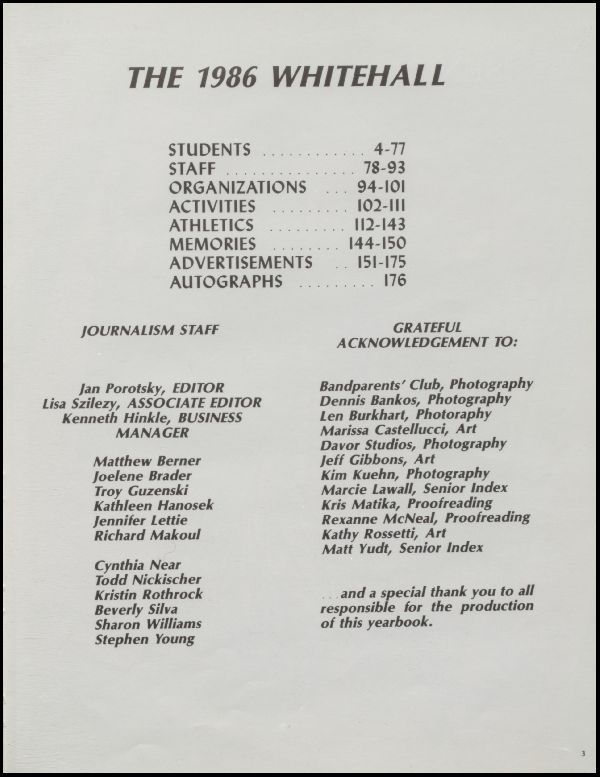 THE 1986 WHITEHALL
STUDENTS . . . . . . . . . . . . 4-77
STAFF . . . . . . . . . . . . . . . 78-93
ORGANIZATIONS . . . 94-101
ACTIVITIES . . . . . . . . . 102-111
ATHLETICS . . . . . . . . . 112-143
MEMORIES . . . . . . . . 144-150
ADVERTISEMENTS . . 151-175
AUTOGRAPHS . . . . . . . . . 176
JOURNALISM STAFF
Jan Porotsky, EDITOR
Lisa Szilezy, ASSOCIATE EDITOR
Kenneth Hinkle, BUSINESS
MANAGER
Matthew Berner
Joelene Brader
Troy Guzenski
Kathleen Hanosek
Jennifer Lettie
Richard Makoul
Cynthia Near
Todd Nickischer
Kristin Rothrock
Beverly Silva
Sharon Williams
Stephen Young
GRATEFUL
ACKNOWLEDGEMENT TO:
Bandparents' Club, Photography
Dennis Bankos, Photography
Len Burkhart, Photoraphy
Marissa Castellucci, Art
Davor Studios, Photography
Jeff Gibbons, Art
Kim Kuehn, Photography
Marcie Lawall, Senior Index
Kris Matika, Proofreading
Rexanne McNeal, Proofreading
Kathy Rossetti, Art
Matt Yudt, Senior Index
. . . and a special thank you to all
responsible for the production
of this yearbook.
3